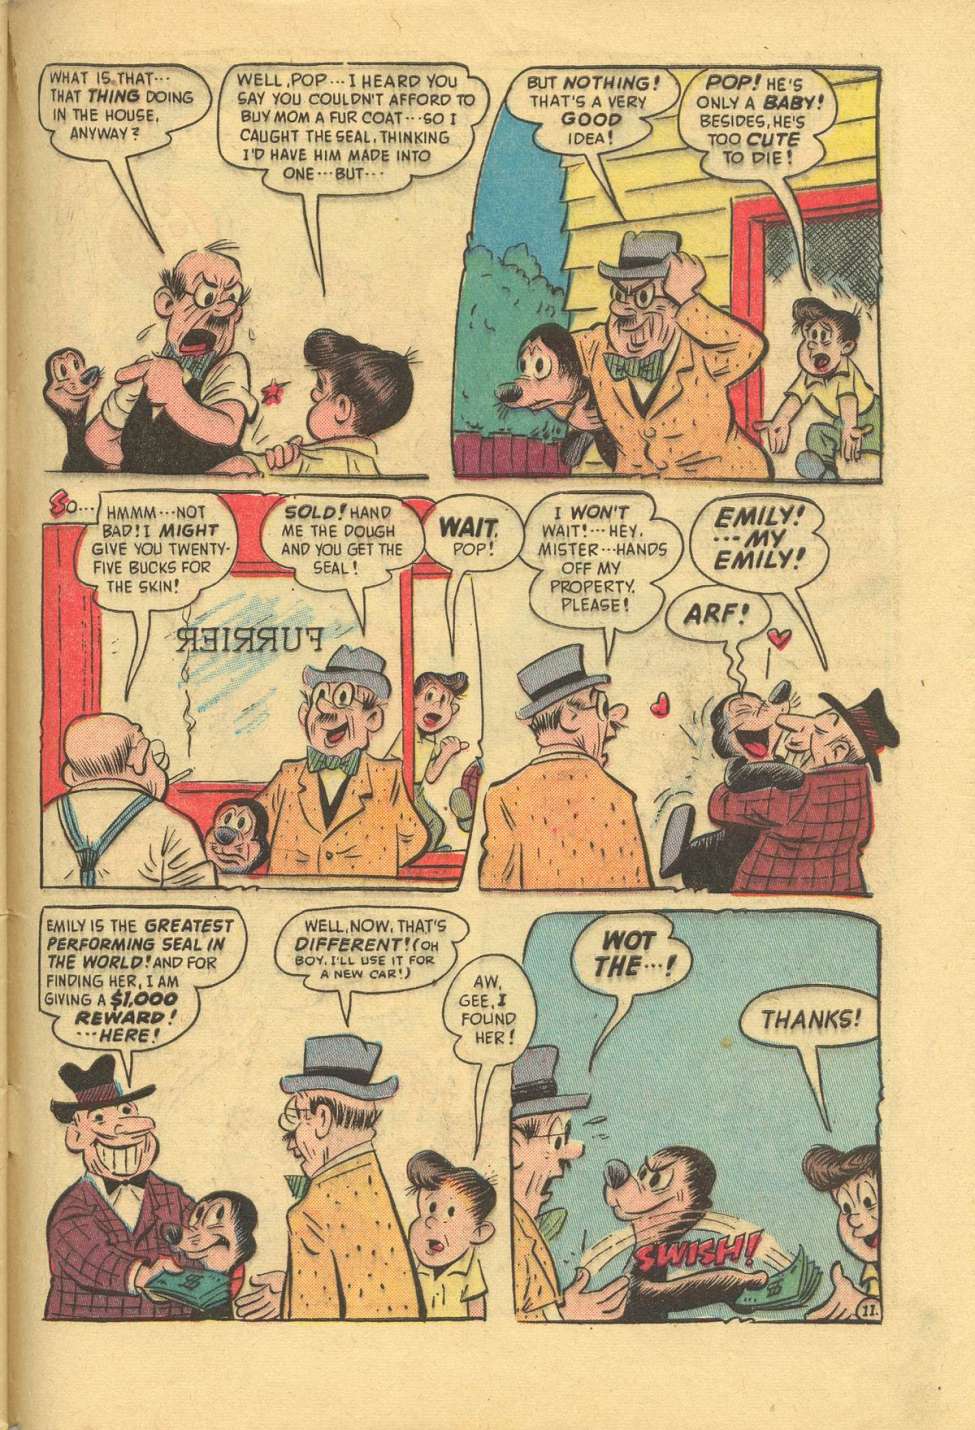 WHAT IS THAT···
THAT THING DOING
IN THE HOUSE,
ANYWAY?
WELL, POP···I HEARD YOU
SAY YOU COULDN'T AFFORD TO
BUY MOM A FUR COAT···SO I
CAUGHT THE SEAL, THINKING
I'D HAVE HIM MADE INTO
ONE···BUT···
BUT NOTHING!
THAT'S A VERY
GOOD
IDEA!
POP! HE'S
ONLY A BABY!
BESIDES, HE'S
TOO CUTE
TO DIE!
SO...
HMMM···NOT
BAD! I MIGHT
GIVE YOU TWENTY-
FIVE BUCKS FOR
THE SKIN!
SOLD! HAND
ME THE DOUGH
AND YOU GET THE
SEAL!
WAIT,
POP!
FURRIER
I WON'T
WAIT!···HEY,
MISTER···HANDS
OFF MY
PROPERTY,
PLEASE!
EMILY!
···MY
EMILY!
ARF!
EMILY IS THE GREATEST
PERFORMING SEAL IN
THE WORLD! AND FOR
FINDING HER, I AM
GIVING A $1,000
REWARD!
···HERE!
WELL, NOW, THAT'S
DIFFERENT! (OH
BOY, I'LL USE IT FOR
A NEW CAR!)
AW,
GEE, I
FOUND
HER!
$
WOT
THE···!
THANKS!
SWISH!
$
11.